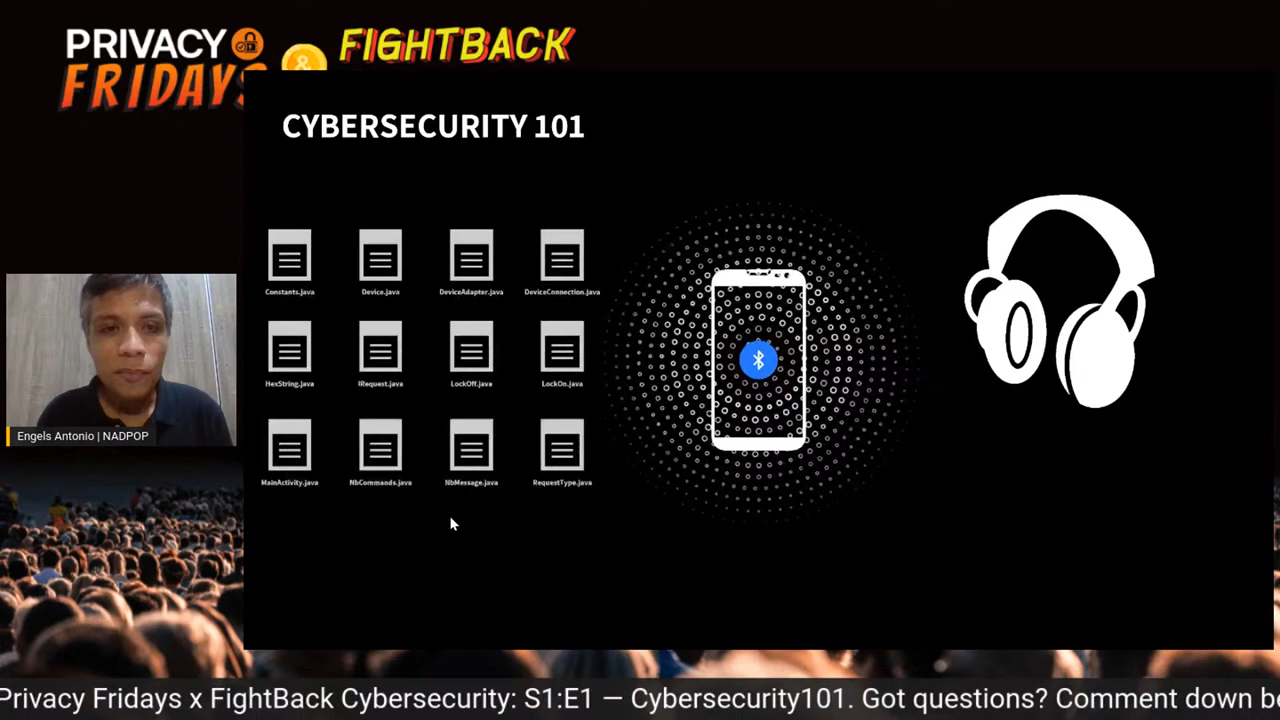 PRIVACY
FRIDAYS
&
FIGHTBACK
CYBERSECURITY 101
Constants.java Device.java DeviceAdapter.java DeviceConnection.java
HexString.java IRequest.java LockOff.java LockOn.java
MainActivity.java NbCommands.java NbMessage.java RequestType.java
Engels Antonio | NADPOP
Privacy Fridays x FightBack Cybersecurity: S1:E1 — Cybersecurity101. Got questions? Comment down